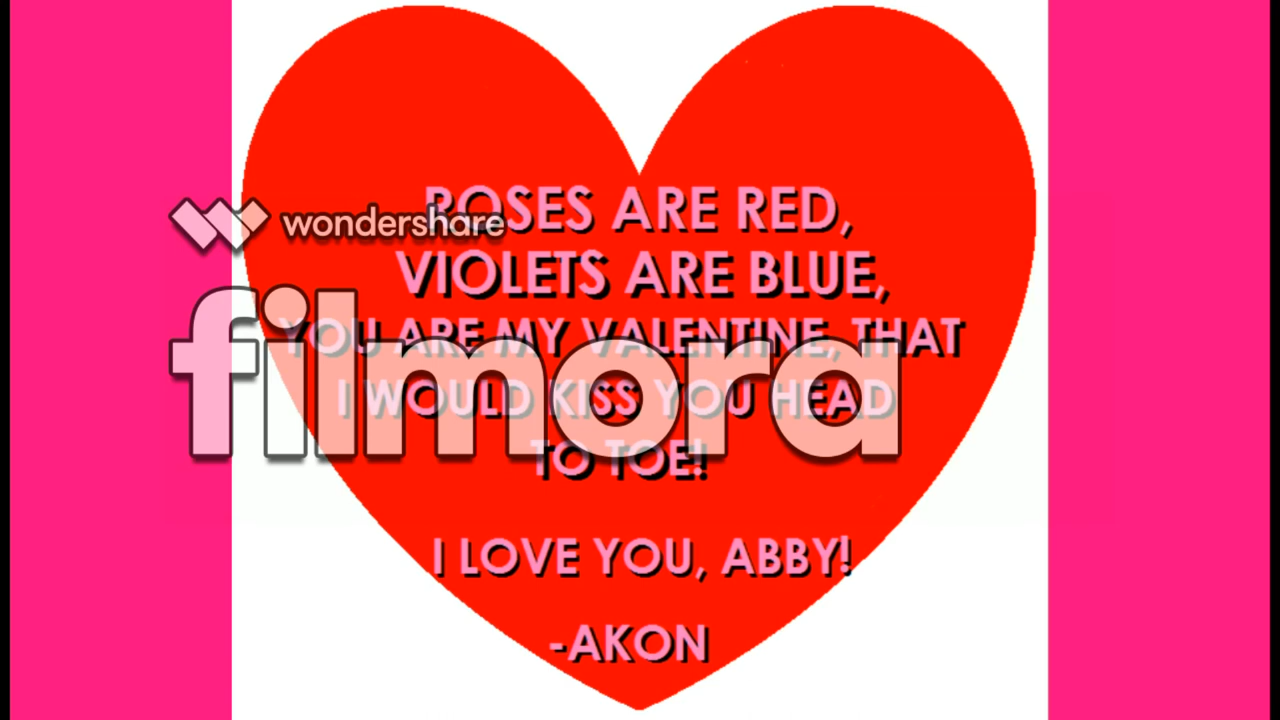 ROSES ARE RED,
wondershare
VIOLETS ARE BLUE,
filmora
YOU ARE MY VALENTINE, THAT
I WOULD KISS YOU HEAD
TO TOE!
I LOVE YOU, ABBY!
-AKON